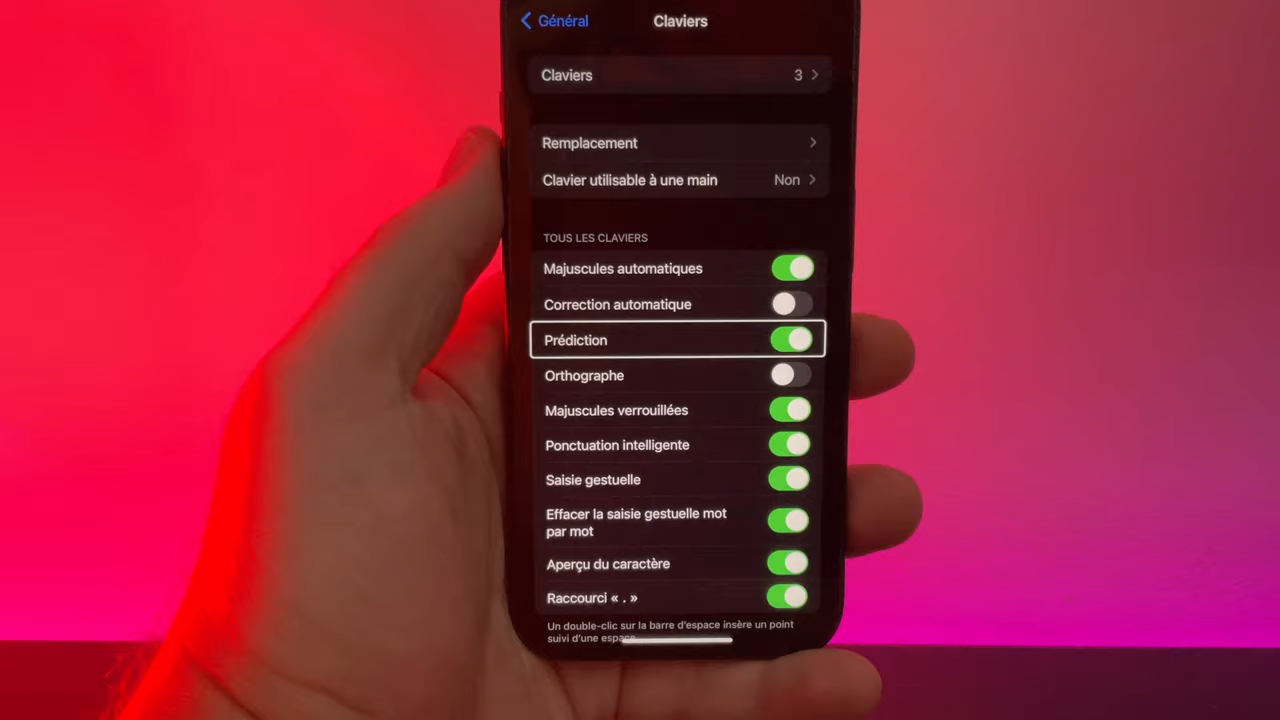 Général
Claviers
Claviers 3
Remplacement
Clavier utilisable à une main Non
TOUS LES CLAVIERS
Majuscules automatiques
Correction automatique
Prédiction
Orthographe
Majuscules verrouillées
Ponctuation intelligente
Saisie gestuelle
Effacer la saisie gestuelle mot
par mot
Aperçu du caractère
Raccourci « . »
Un double-clic sur la barre d'espace insère un point
suivi d'une espace.